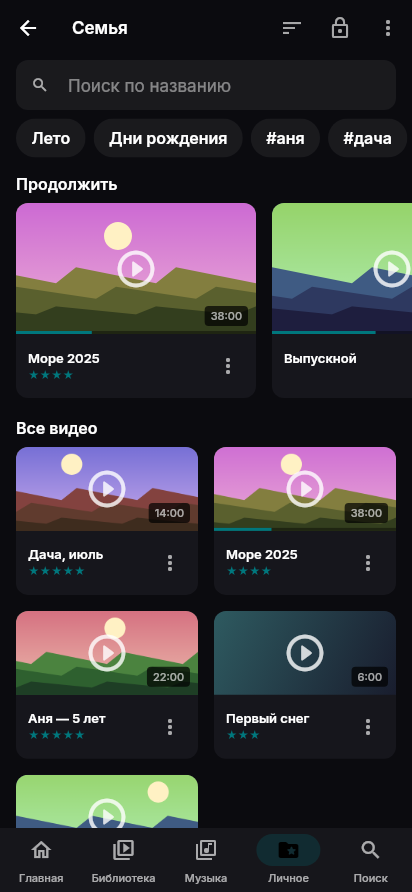 Семья
Поиск по названию
Лето Дни рождения #аня #дача
Продолжить
38:00
Море 2025 Выпускной
★★★★
Все видео
14:00 38:00
Дача, июль Море 2025
★★★★★ ★★★★
22:00 6:00
Аня — 5 лет Первый снег
★★★★★ ★★★
Главная Библиотека Музыка Личное Поиск